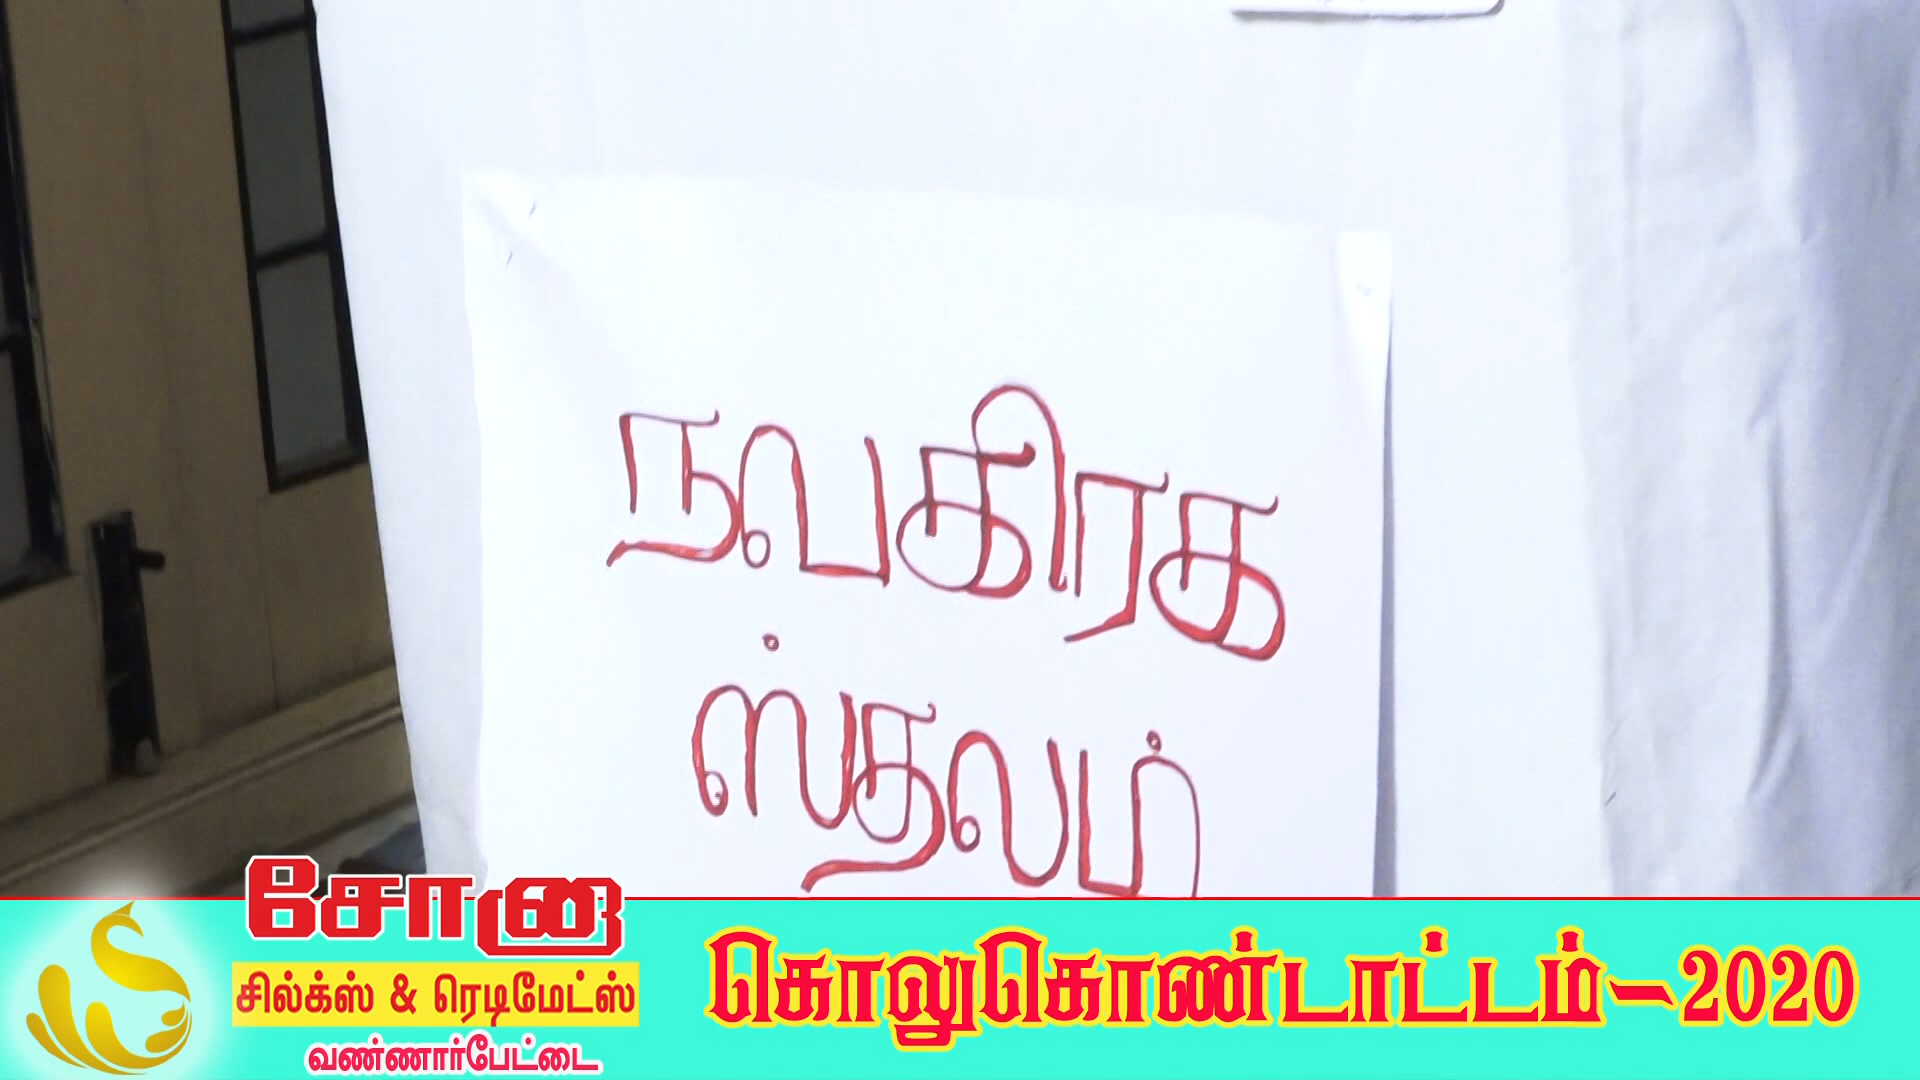 நவகிரக
ஸ்தலம்
சோனா
சில்க்ஸ் & ரெடிமேட்ஸ்
வண்ணார்பேட்டை
கொலுகொண்டாட்டம்-2020